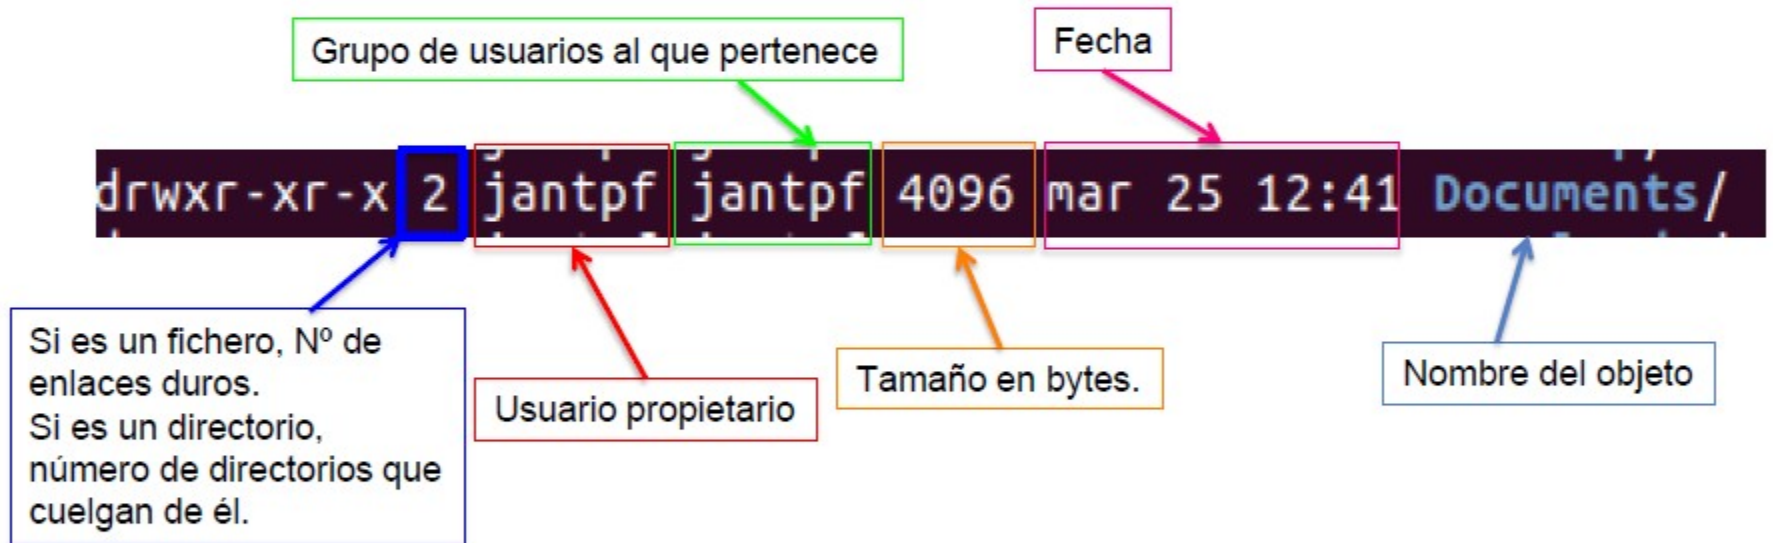 Grupo de usuarios al que pertenece
Fecha
drwxr-xr-x 2 jantpf jantpf 4096 mar 25 12:41 Documents/
Si es un fichero, Nº de
enlaces duros.
Si es un directorio,
número de directorios que
cuelgan de él.
Usuario propietario
Tamaño en bytes.
Nombre del objeto